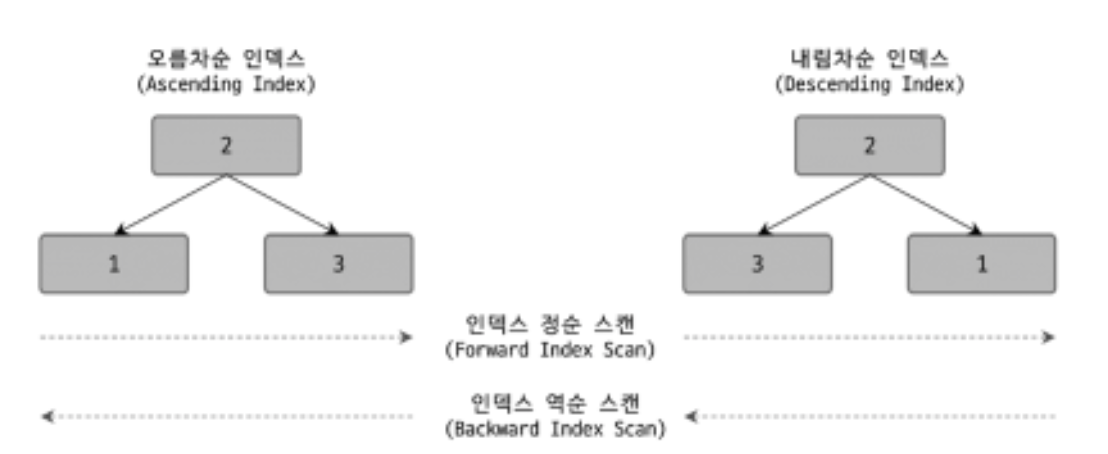 오름차순 인덱스
(Ascending Index)
내림차순 인덱스
(Descending Index)
2
2
1
3
3
1
인덱스 정순 스캔
(Forward Index Scan)
인덱스 역순 스캔
(Backward Index Scan)